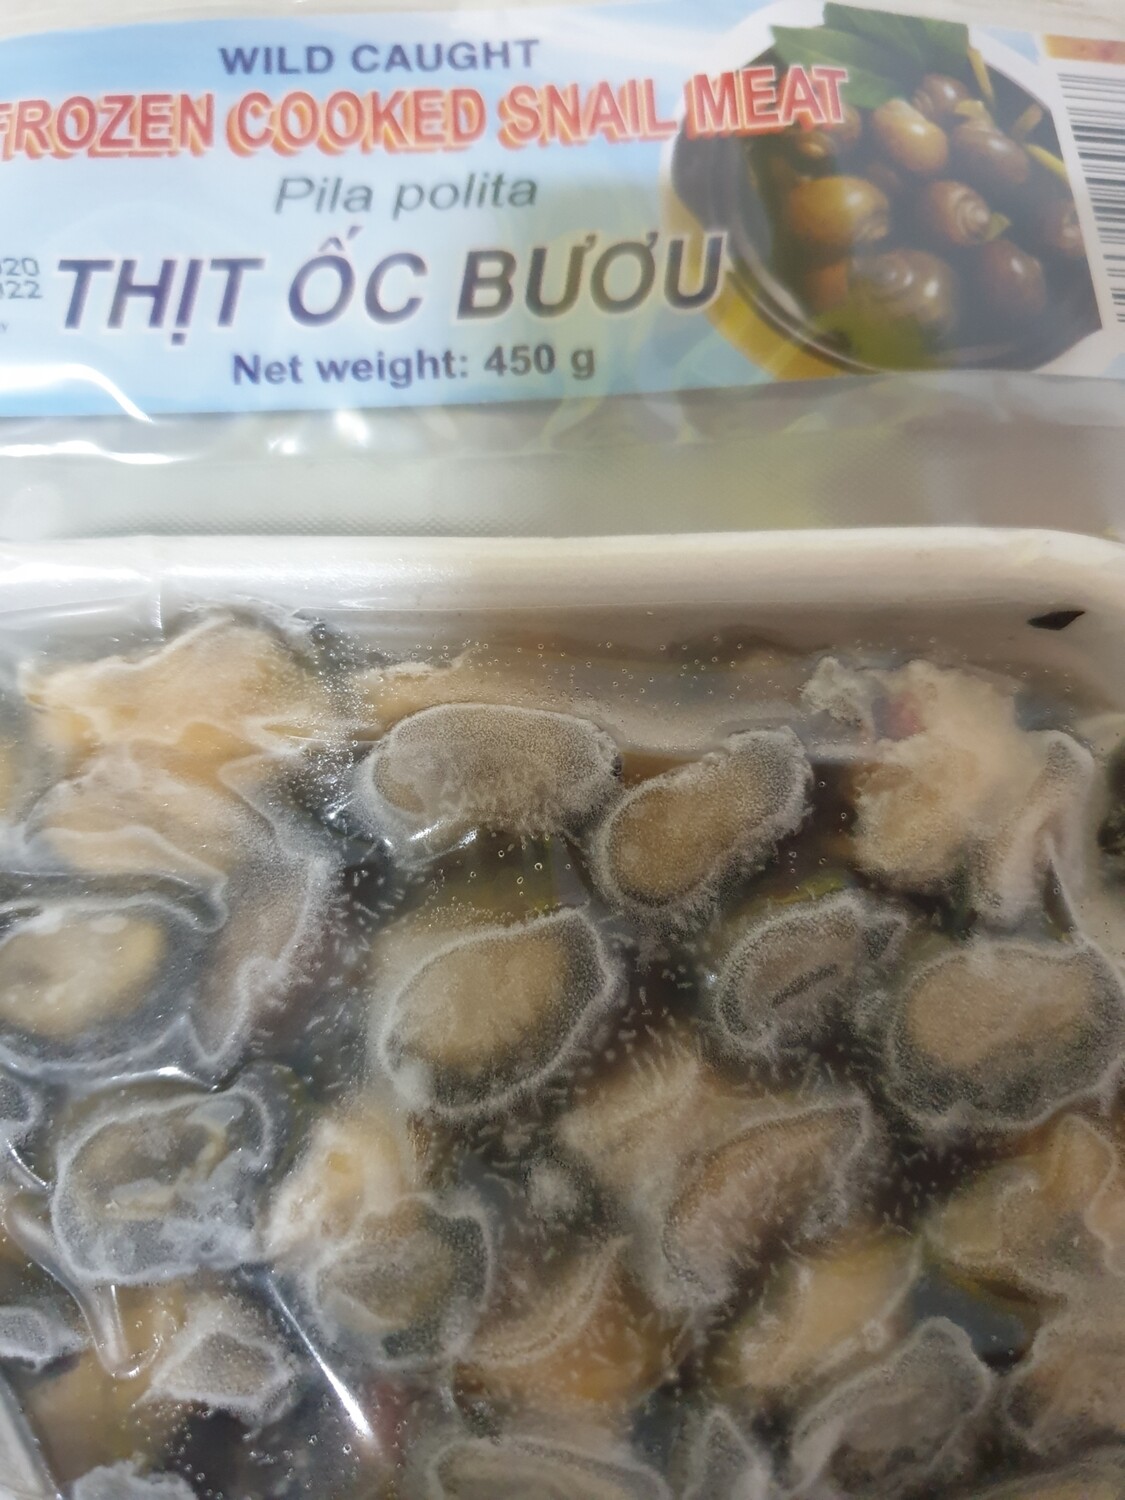 WILD CAUGHT
FROZEN COOKED SNAIL MEAT
Pila polita
THỊT ỐC BƯƠU
Net weight: 450 g